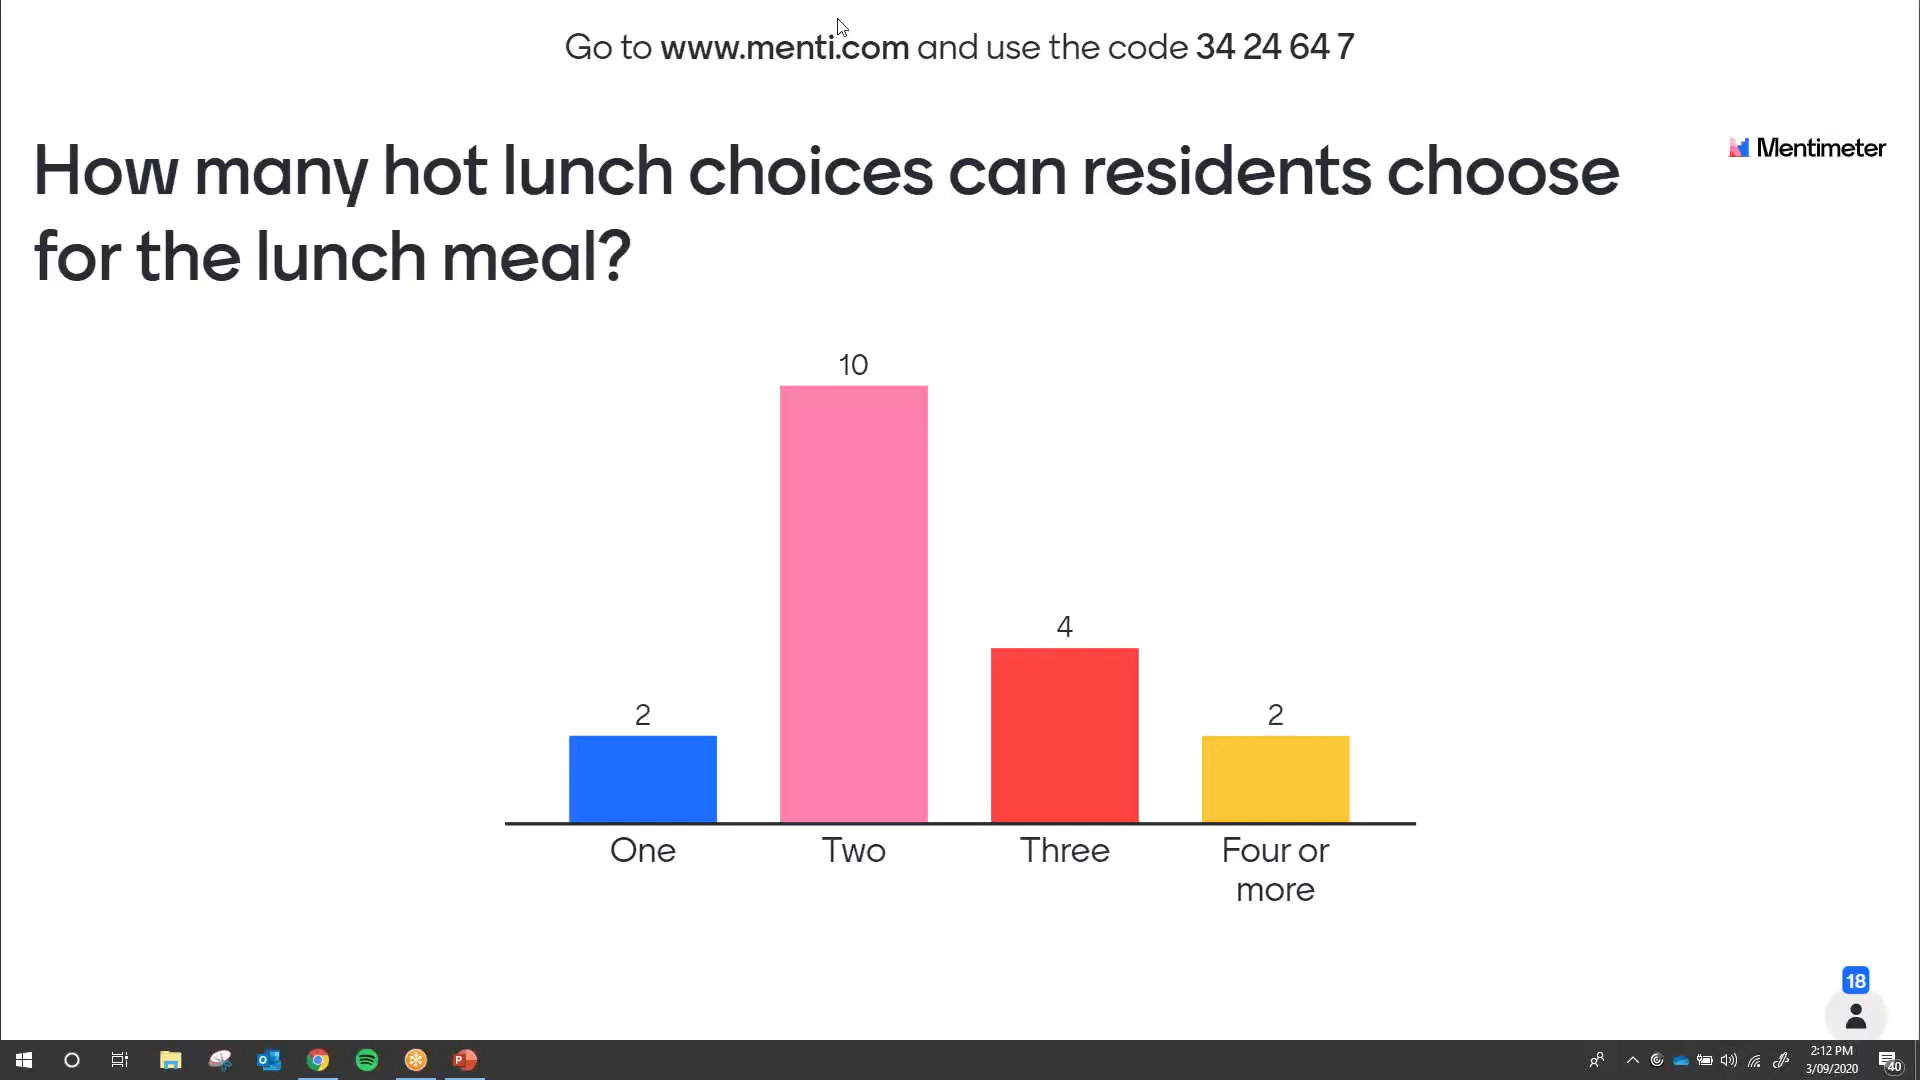 Go to www.menti.com and use the code 34 24 64 7
How many hot lunch choices can residents choose
for the lunch meal?
Mentimeter
10
4
2
2
One
Two
Three
Four or
more
18
2:12 PM
3/09/2020
40